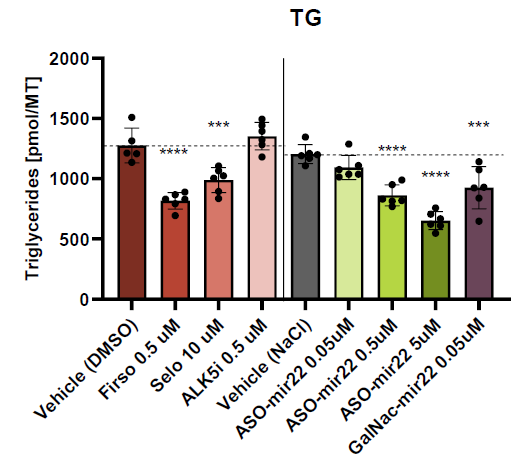 TG
Triglycerides [pmol/MT]
2000
1500
1000
500
0
****
***
****
****
***
Vehicle (DMSO)
Firso 0.5 uM
Selo 10 uM
ALK5i 0.5 uM
Vehicle (NaCl)
ASO-mir22 0.05uM
ASO-mir22 0.5uM
ASO-mir22 5uM
GalNac-mir22 0.05uM